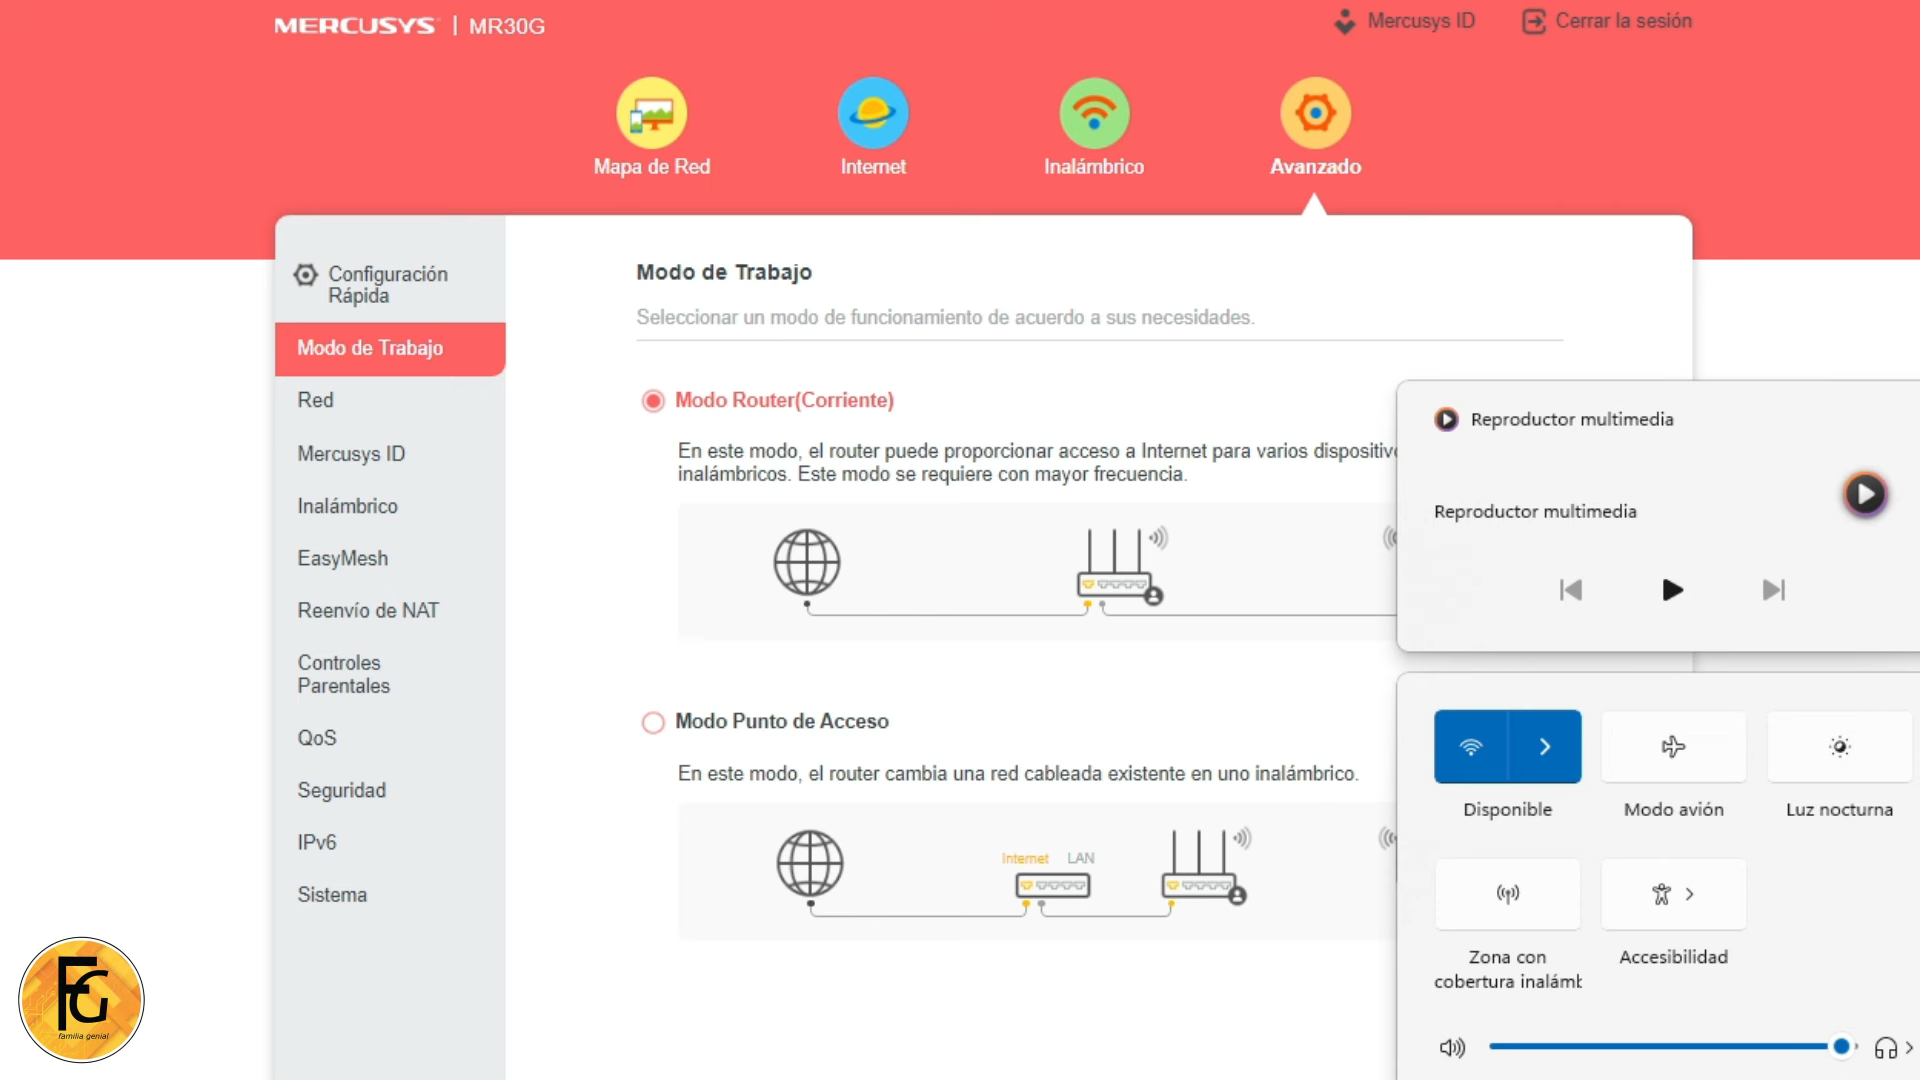 MERCUSYS | MR30G
Mercusys ID
Cerrar la sesión
Mapa de Red
Internet
Inalámbrico
Avanzado
Configuración
Rápida
Modo de Trabajo
Red
Mercusys ID
Inalámbrico
EasyMesh
Reenvío de NAT
Controles
Parentales
QoS
Seguridad
IPv6
Sistema
Modo de Trabajo
Seleccionar un modo de funcionamiento de acuerdo a sus necesidades.
Modo Router(Corriente)
En este modo, el router puede proporcionar acceso a Internet para varios dispositivo
inalámbricos. Este modo se requiere con mayor frecuencia.
Modo Punto de Acceso
En este modo, el router cambia una red cableada existente en uno inalámbrico.
Internet LAN
Reproductor multimedia
Reproductor multimedia
Disponible
Modo avión
Luz nocturna
Zona con
cobertura inalámb
Accesibilidad
FG
familia genial